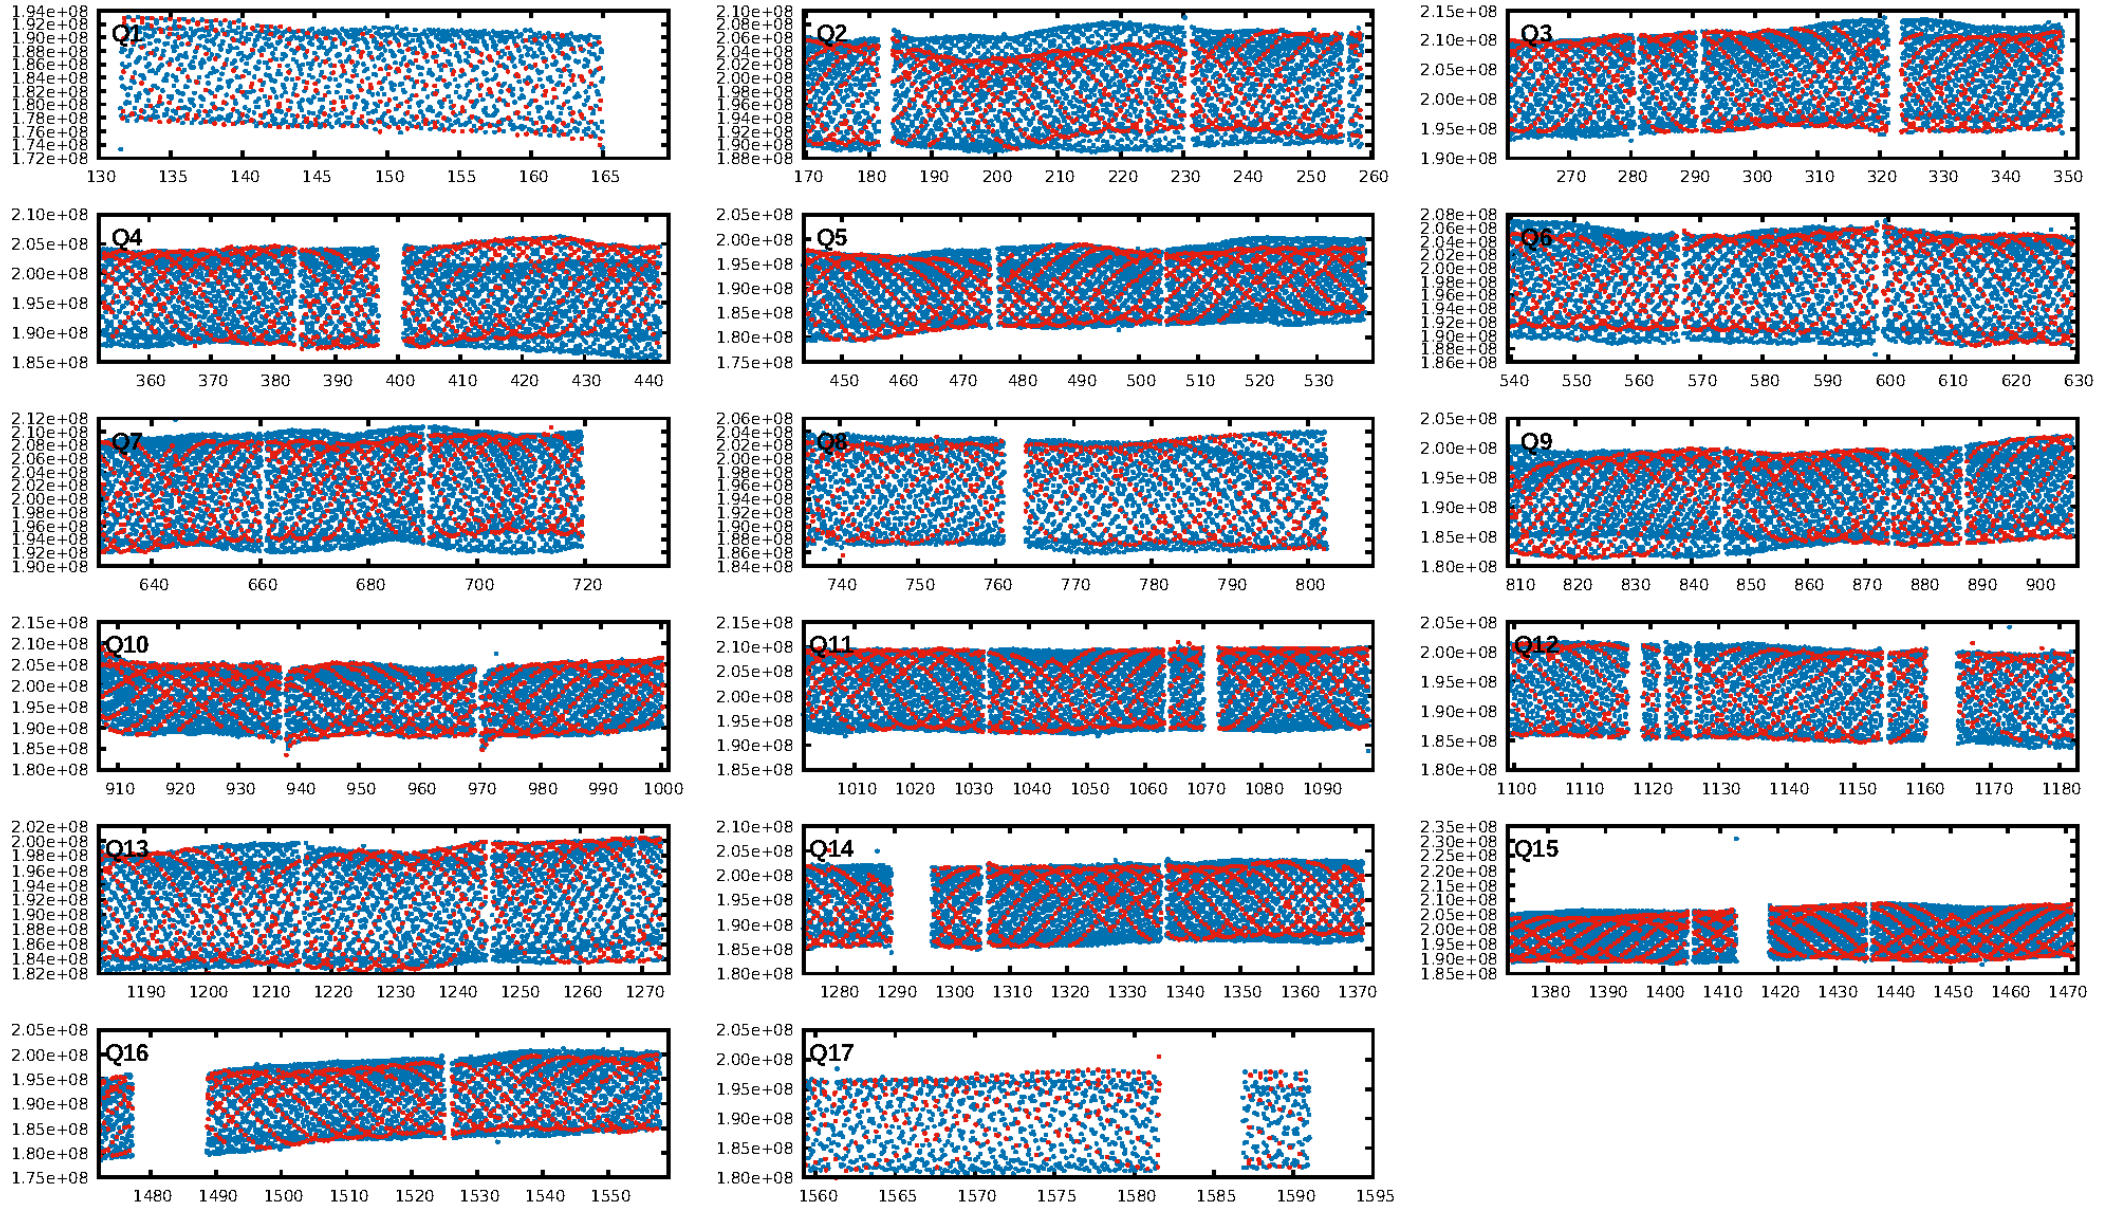 Q1
1.94e+08
1.92e+08
1.90e+08
1.88e+08
1.86e+08
1.84e+08
1.82e+08
1.80e+08
1.78e+08
1.76e+08
1.74e+08
1.72e+08
130 135 140 145 150 155 160 165
Q2
2.10e+08
2.08e+08
2.06e+08
2.04e+08
2.02e+08
2.00e+08
1.98e+08
1.96e+08
1.94e+08
1.92e+08
1.90e+08
1.88e+08
170 180 190 200 210 220 230 240 250 260
Q3
2.15e+08
2.10e+08
2.05e+08
2.00e+08
1.95e+08
1.90e+08
270 280 290 300 310 320 330 340 350
Q4
2.10e+08
2.05e+08
2.00e+08
1.95e+08
1.90e+08
1.85e+08
360 370 380 390 400 410 420 430 440
Q5
2.05e+08
2.00e+08
1.95e+08
1.90e+08
1.85e+08
1.80e+08
1.75e+08
450 460 470 480 490 500 510 520 530
Q6
2.08e+08
2.06e+08
2.04e+08
2.02e+08
2.00e+08
1.98e+08
1.96e+08
1.94e+08
1.92e+08
1.90e+08
1.88e+08
1.86e+08
540 550 560 570 580 590 600 610 620 630
Q7
2.12e+08
2.10e+08
2.08e+08
2.06e+08
2.04e+08
2.02e+08
2.00e+08
1.98e+08
1.96e+08
1.94e+08
1.92e+08
1.90e+08
640 660 680 700 720
Q8
2.06e+08
2.04e+08
2.02e+08
2.00e+08
1.98e+08
1.96e+08
1.94e+08
1.92e+08
1.90e+08
1.88e+08
1.86e+08
1.84e+08
740 750 760 770 780 790 800
Q9
2.05e+08
2.00e+08
1.95e+08
1.90e+08
1.85e+08
1.80e+08
810 820 830 840 850 860 870 880 890 900
Q10
2.15e+08
2.10e+08
2.05e+08
2.00e+08
1.95e+08
1.90e+08
1.85e+08
1.80e+08
910 920 930 940 950 960 970 980 990 1000
Q11
2.15e+08
2.10e+08
2.05e+08
2.00e+08
1.95e+08
1.90e+08
1.85e+08
1010 1020 1030 1040 1050 1060 1070 1080 1090
Q12
2.05e+08
2.00e+08
1.95e+08
1.90e+08
1.85e+08
1.80e+08
1100 1110 1120 1130 1140 1150 1160 1170 1180
Q13
2.02e+08
2.00e+08
1.98e+08
1.96e+08
1.94e+08
1.92e+08
1.90e+08
1.88e+08
1.86e+08
1.84e+08
1.82e+08
1190 1200 1210 1220 1230 1240 1250 1260 1270
Q14
2.10e+08
2.05e+08
2.00e+08
1.95e+08
1.90e+08
1.85e+08
1.80e+08
1280 1290 1300 1310 1320 1330 1340 1350 1360 1370
Q15
2.35e+08
2.30e+08
2.25e+08
2.20e+08
2.15e+08
2.10e+08
2.05e+08
2.00e+08
1.95e+08
1.90e+08
1.85e+08
1380 1390 1400 1410 1420 1430 1440 1450 1460 1470
Q16
2.05e+08
2.00e+08
1.95e+08
1.90e+08
1.85e+08
1.80e+08
1.75e+08
1480 1490 1500 1510 1520 1530 1540 1550
Q17
2.05e+08
2.00e+08
1.95e+08
1.90e+08
1.85e+08
1.80e+08
1560 1565 1570 1575 1580 1585 1590 1595